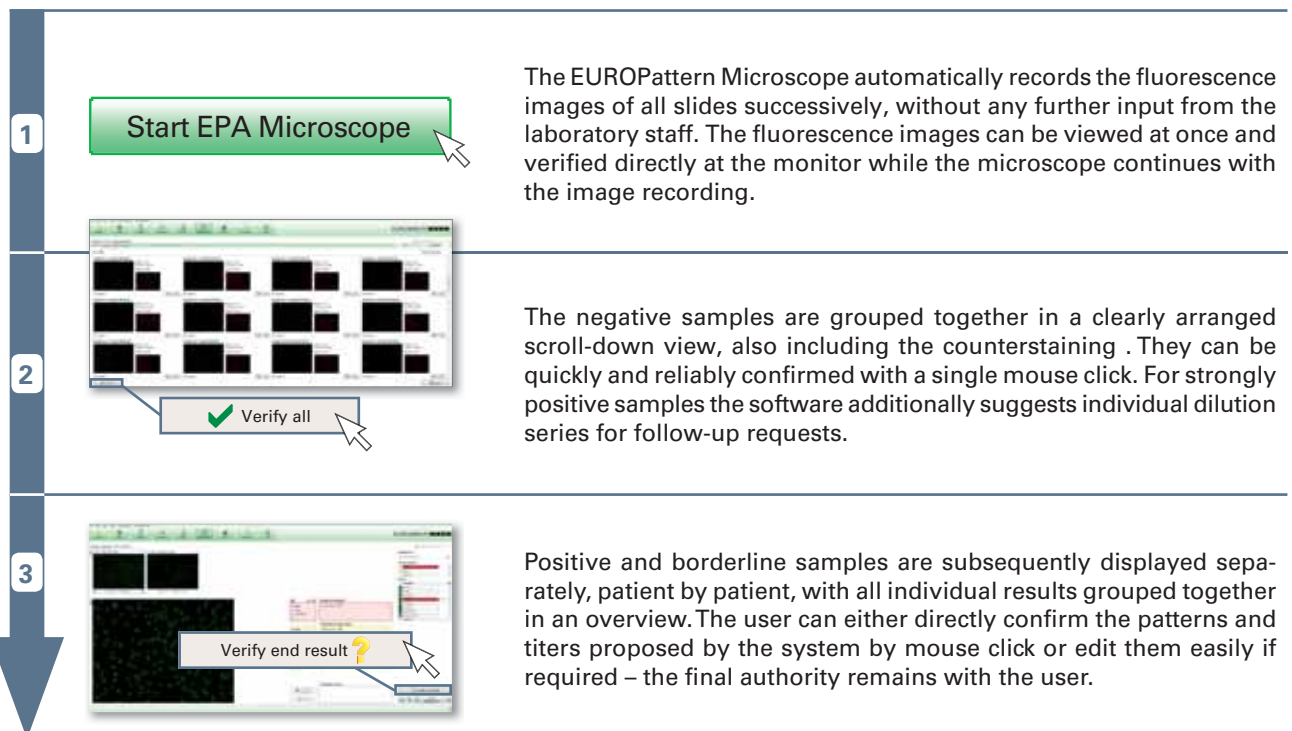 1
Start EPA Microscope
The EUROPattern Microscope automatically records the fluorescence
images of all slides successively, without any further input from the
laboratory staff. The fluorescence images can be viewed at once and
verified directly at the monitor while the microscope continues with
the image recording.
2
Verify all
The negative samples are grouped together in a clearly arranged
scroll-down view, also including the counterstaining . They can be
quickly and reliably confirmed with a single mouse click. For strongly
positive samples the software additionally suggests individual dilution
series for follow-up requests.
3
Verify end result ?
Positive and borderline samples are subsequently displayed sepa-
rately, patient by patient, with all individual results grouped together
in an overview. The user can either directly confirm the patterns and
titers proposed by the system by mouse click or edit them easily if
required – the final authority remains with the user.